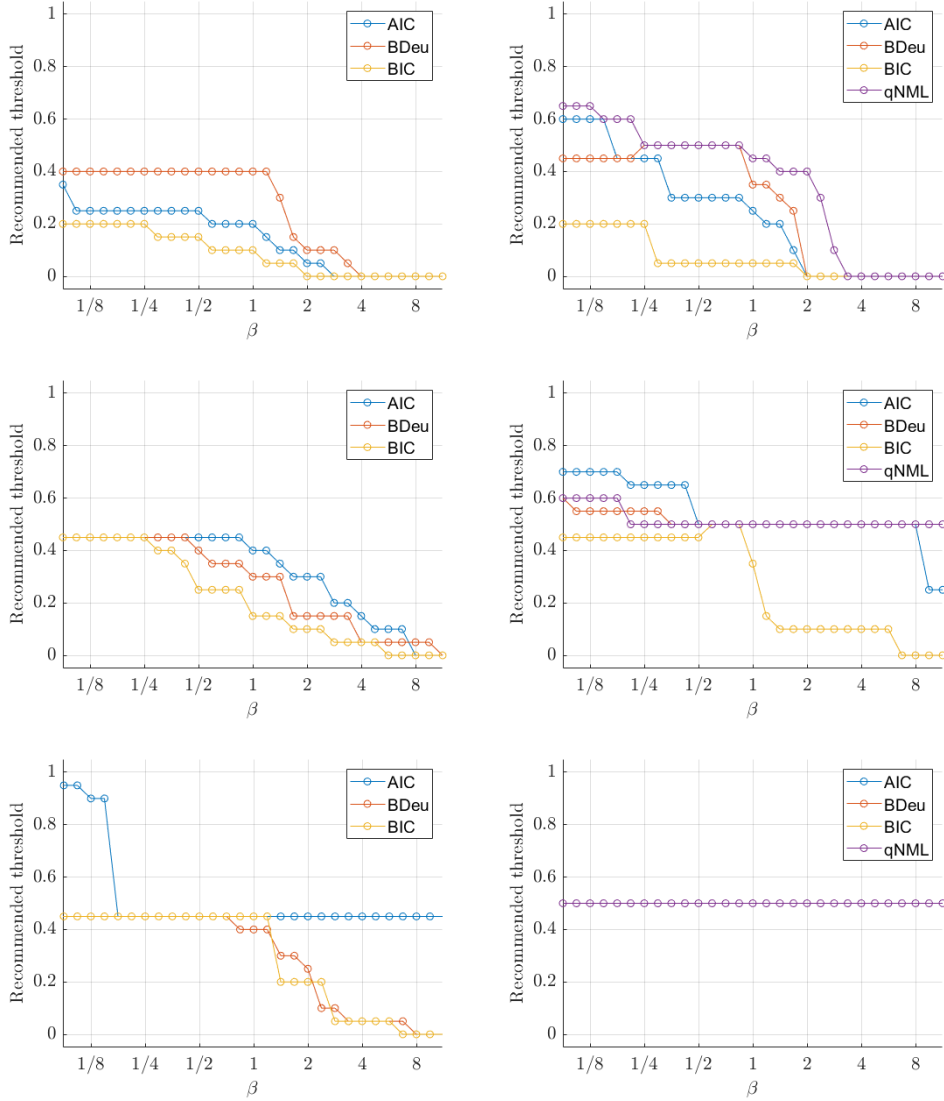 1
0.8
0.6
0.4
0.2
0
Recommended threshold
1/8 1/4 1/2 1 2 4 8
β
AIC
BDeu
BIC
1
0.8
0.6
0.4
0.2
0
Recommended threshold
1/8 1/4 1/2 1 2 4 8
β
AIC
BDeu
BIC
qNML
1
0.8
0.6
0.4
0.2
0
Recommended threshold
1/8 1/4 1/2 1 2 4 8
β
AIC
BDeu
BIC
1
0.8
0.6
0.4
0.2
0
Recommended threshold
1/8 1/4 1/2 1 2 4 8
β
AIC
BDeu
BIC
qNML
1
0.8
0.6
0.4
0.2
0
Recommended threshold
1/8 1/4 1/2 1 2 4 8
β
AIC
BDeu
BIC
1
0.8
0.6
0.4
0.2
0
Recommended threshold
1/8 1/4 1/2 1 2 4 8
β
AIC
BDeu
BIC
qNML